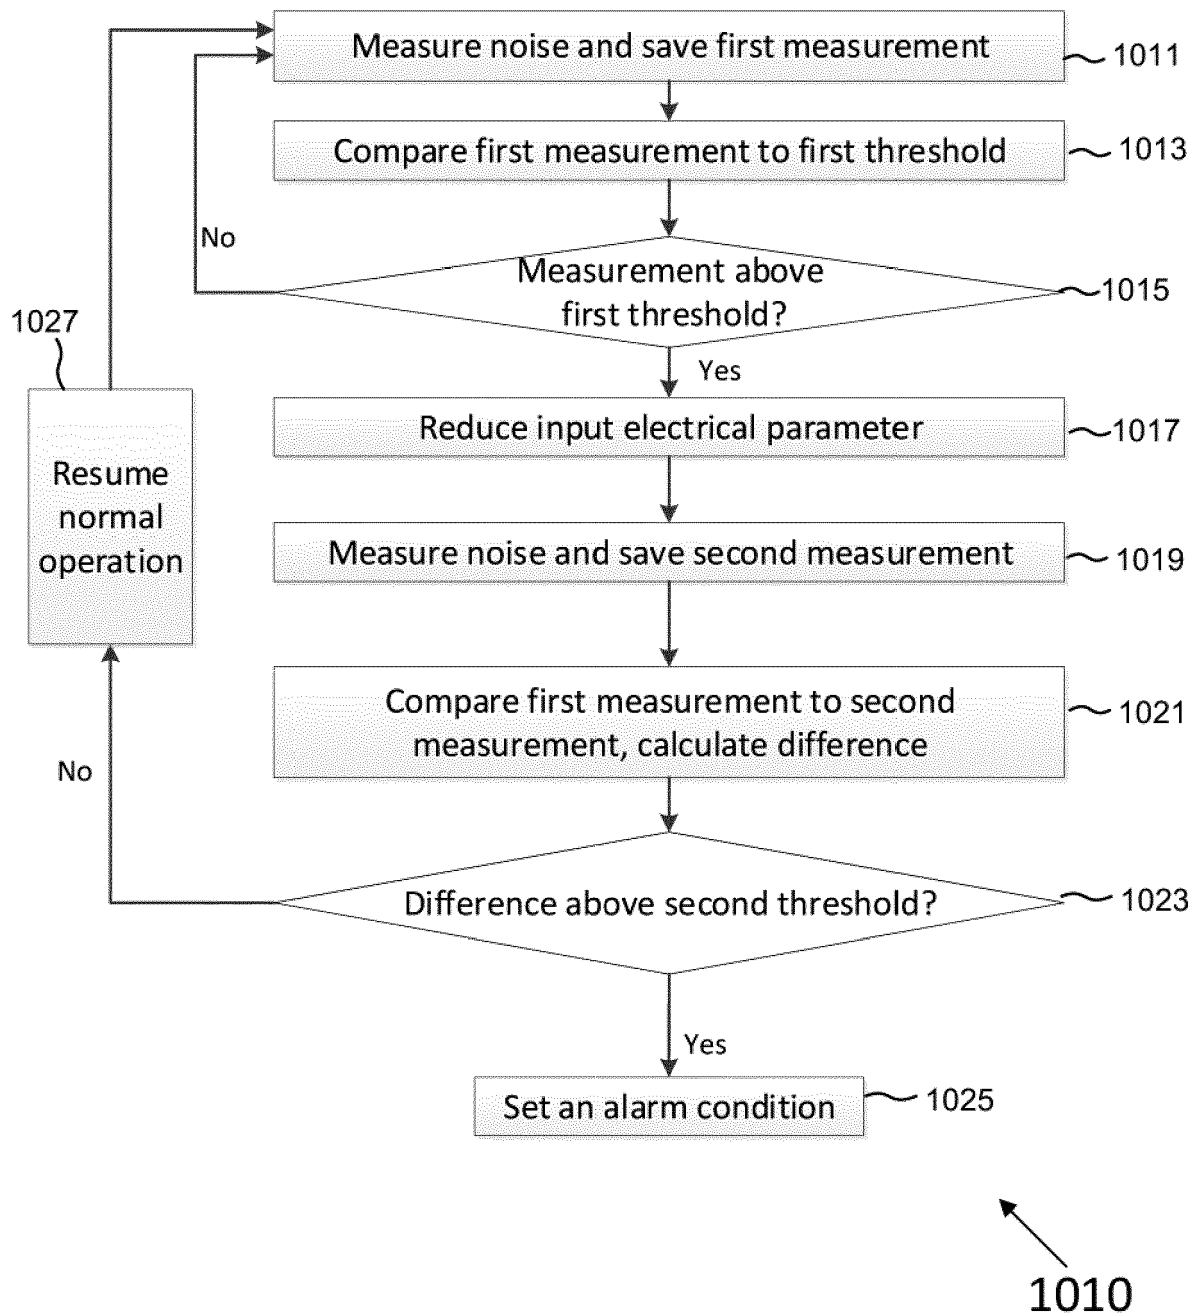 Measure noise and save first measurement
1011
Compare first measurement to first threshold
1013
No
Measurement above
first threshold?
1015
1027
Yes
Reduce input electrical parameter
1017
Resume
normal
operation
Measure noise and save second measurement
1019
Compare first measurement to second
measurement, calculate difference
1021
No
Difference above second threshold?
1023
Yes
Set an alarm condition
1025
1010